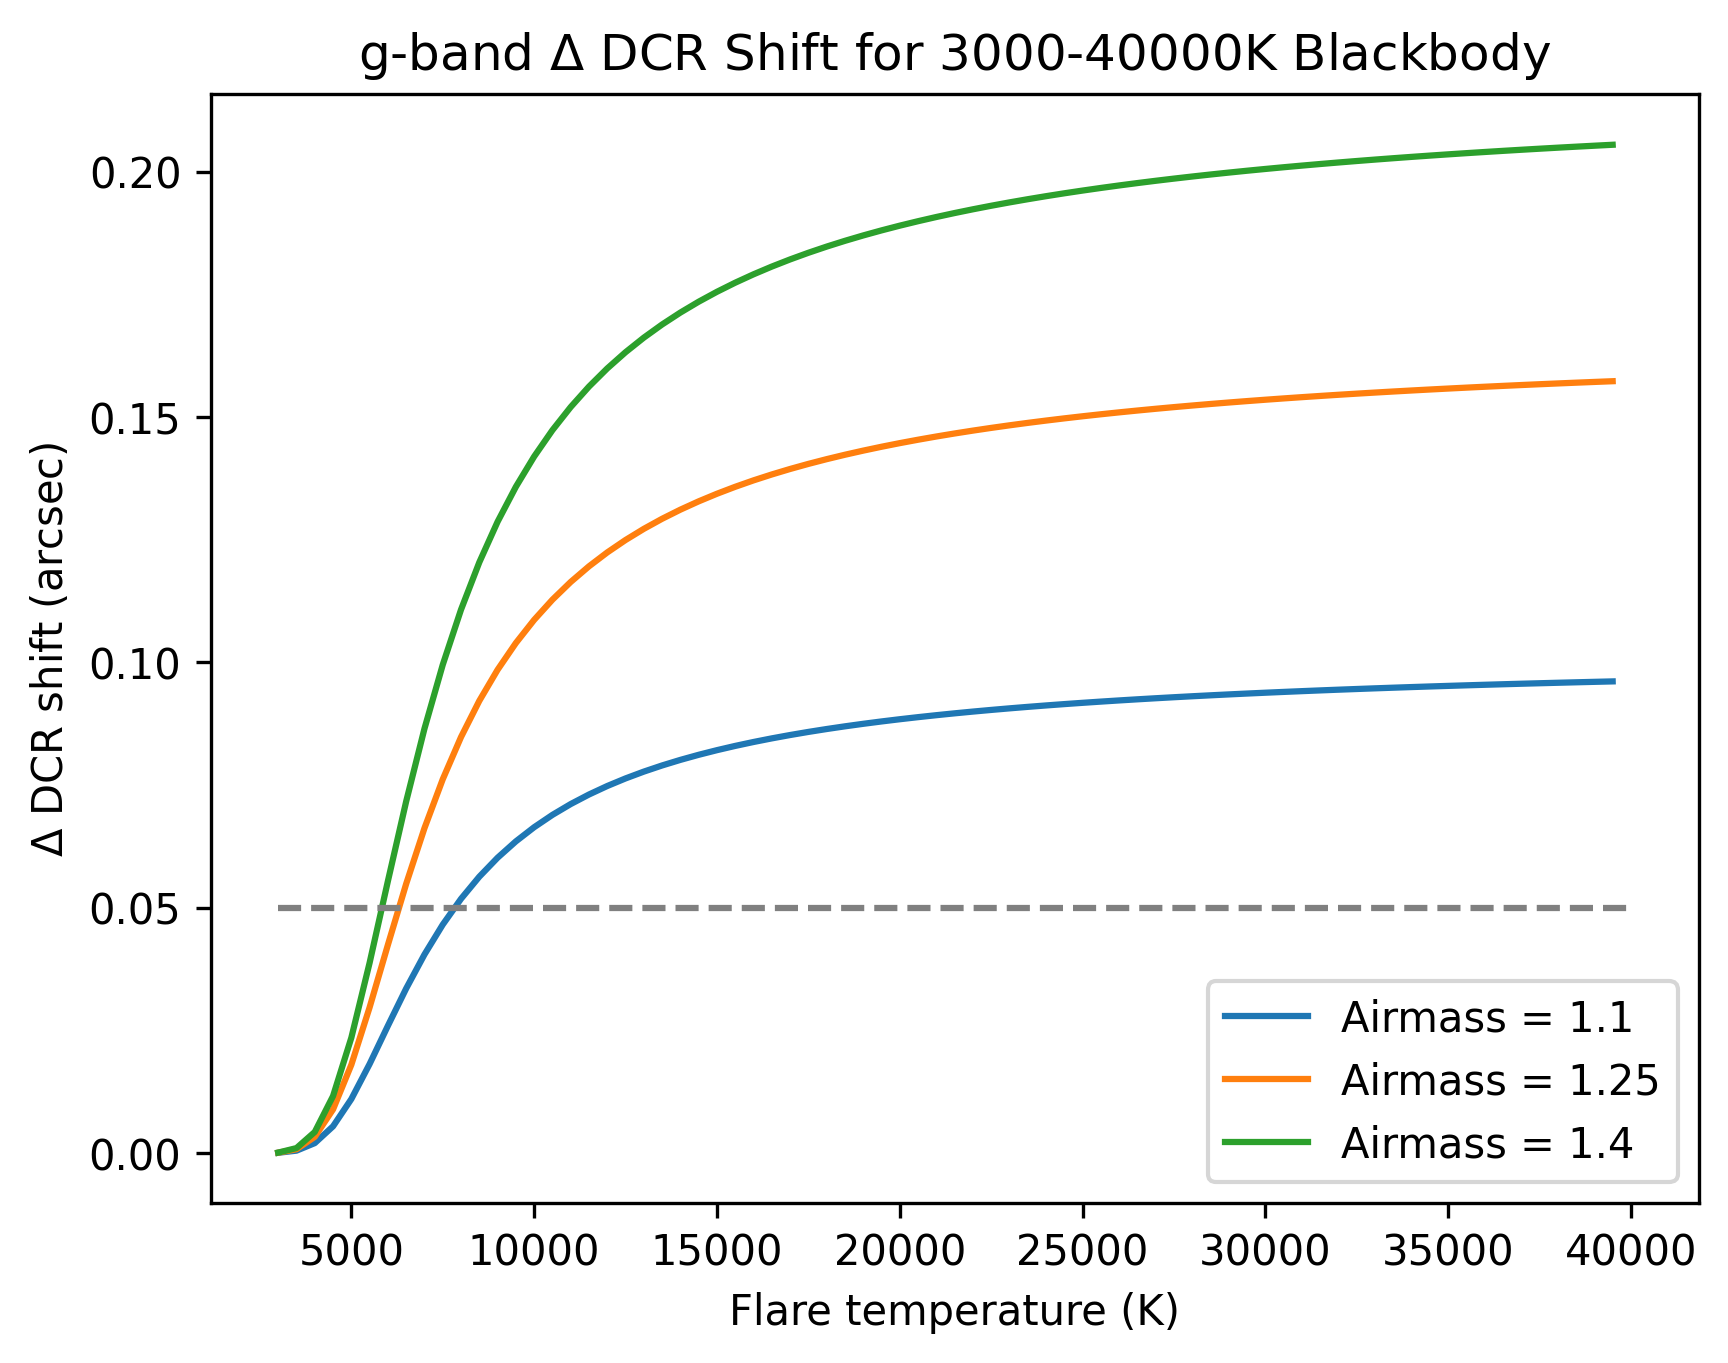 g-band Δ DCR Shift for 3000-40000K Blackbody
Δ DCR shift (arcsec)
0.20
0.15
0.10
0.05
0.00
Airmass = 1.1
Airmass = 1.25
Airmass = 1.4
5000 10000 15000 20000 25000 30000 35000 40000
Flare temperature (K)